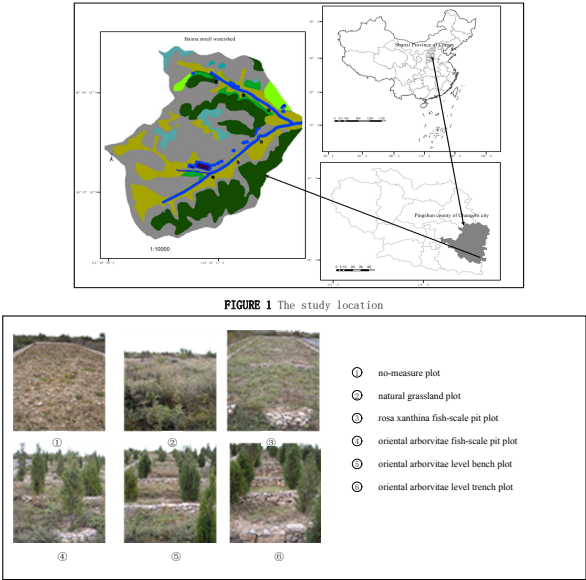 Bainna small watershed
1:10000
Shanxi Province of China
Pingshun county of Changzhi city
FIGURE 1 The study location
① no-measure plot
② natural grassland plot
③ rosa xanthina fish-scale pit plot
④ oriental arborvitae fish-scale pit plot
⑤ oriental arborvitae level bench plot
⑥ oriental arborvitae level trench plot
①
②
③
④
⑤
⑥